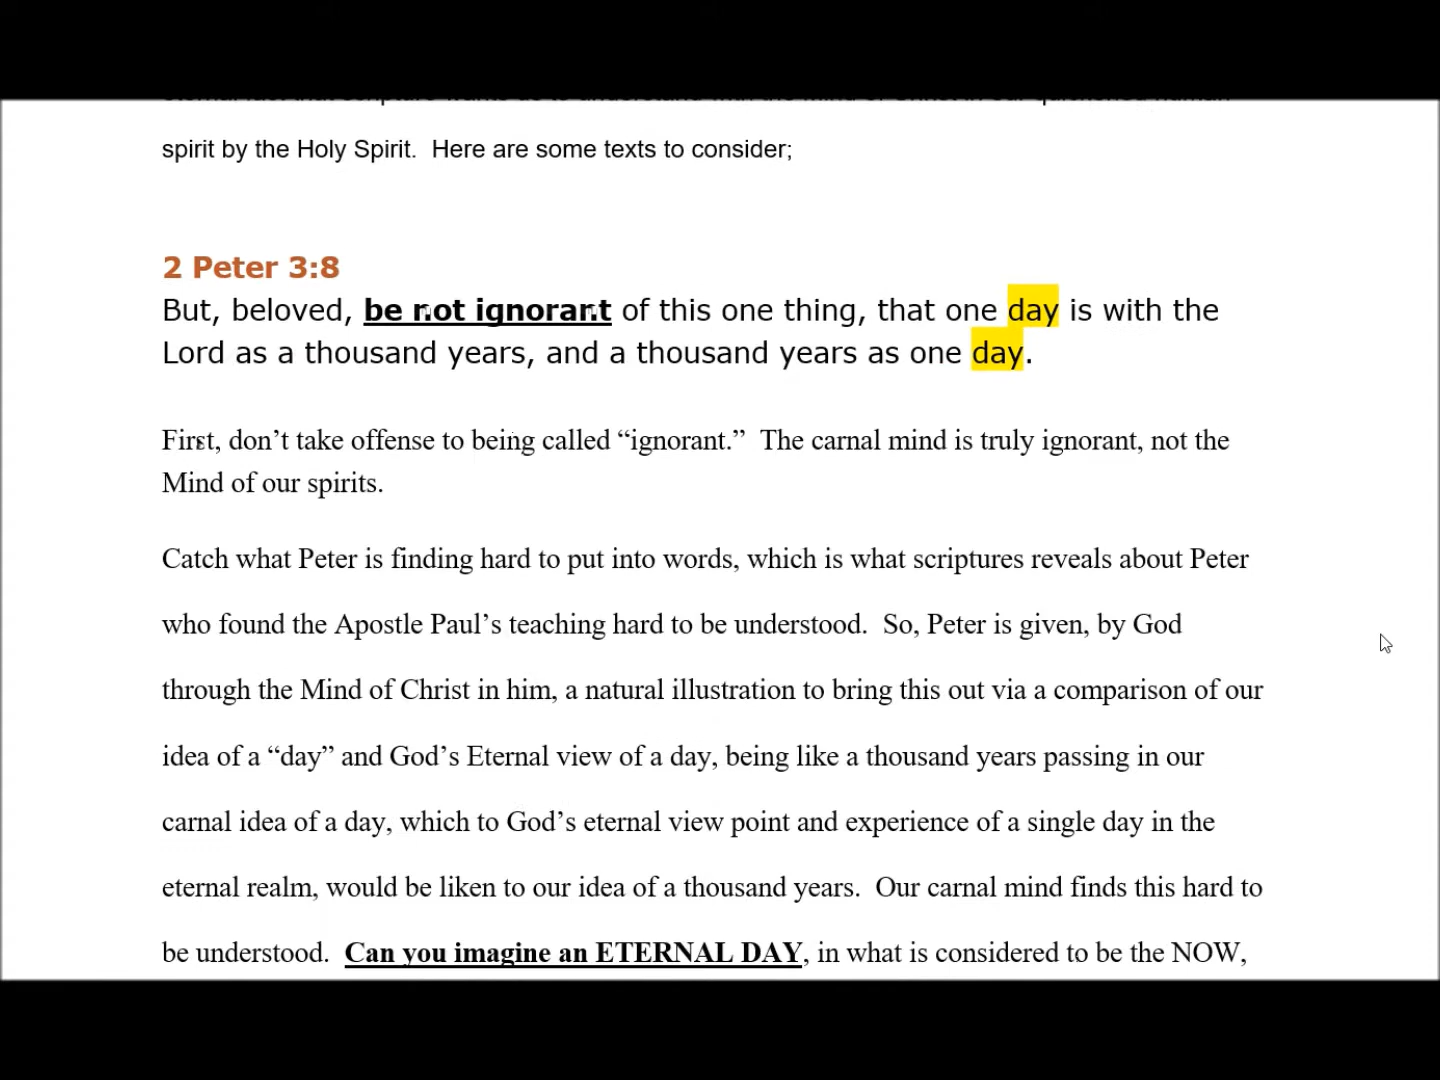 spirit by the Holy Spirit.  Here are some texts to consider;
2 Peter 3:8
But, beloved, be not ignorant of this one thing, that one day is with the
Lord as a thousand years, and a thousand years as one day.
First, don’t take offense to being called “ignorant.”  The carnal mind is truly ignorant, not the
Mind of our spirits.
Catch what Peter is finding hard to put into words, which is what scriptures reveals about Peter
who found the Apostle Paul’s teaching hard to be understood.  So, Peter is given, by God
through the Mind of Christ in him, a natural illustration to bring this out via a comparison of our
idea of a “day” and God’s Eternal view of a day, being like a thousand years passing in our
carnal idea of a day, which to God’s eternal view point and experience of a single day in the
eternal realm, would be liken to our idea of a thousand years.  Our carnal mind finds this hard to
be understood.  Can you imagine an ETERNAL DAY, in what is considered to be the NOW,